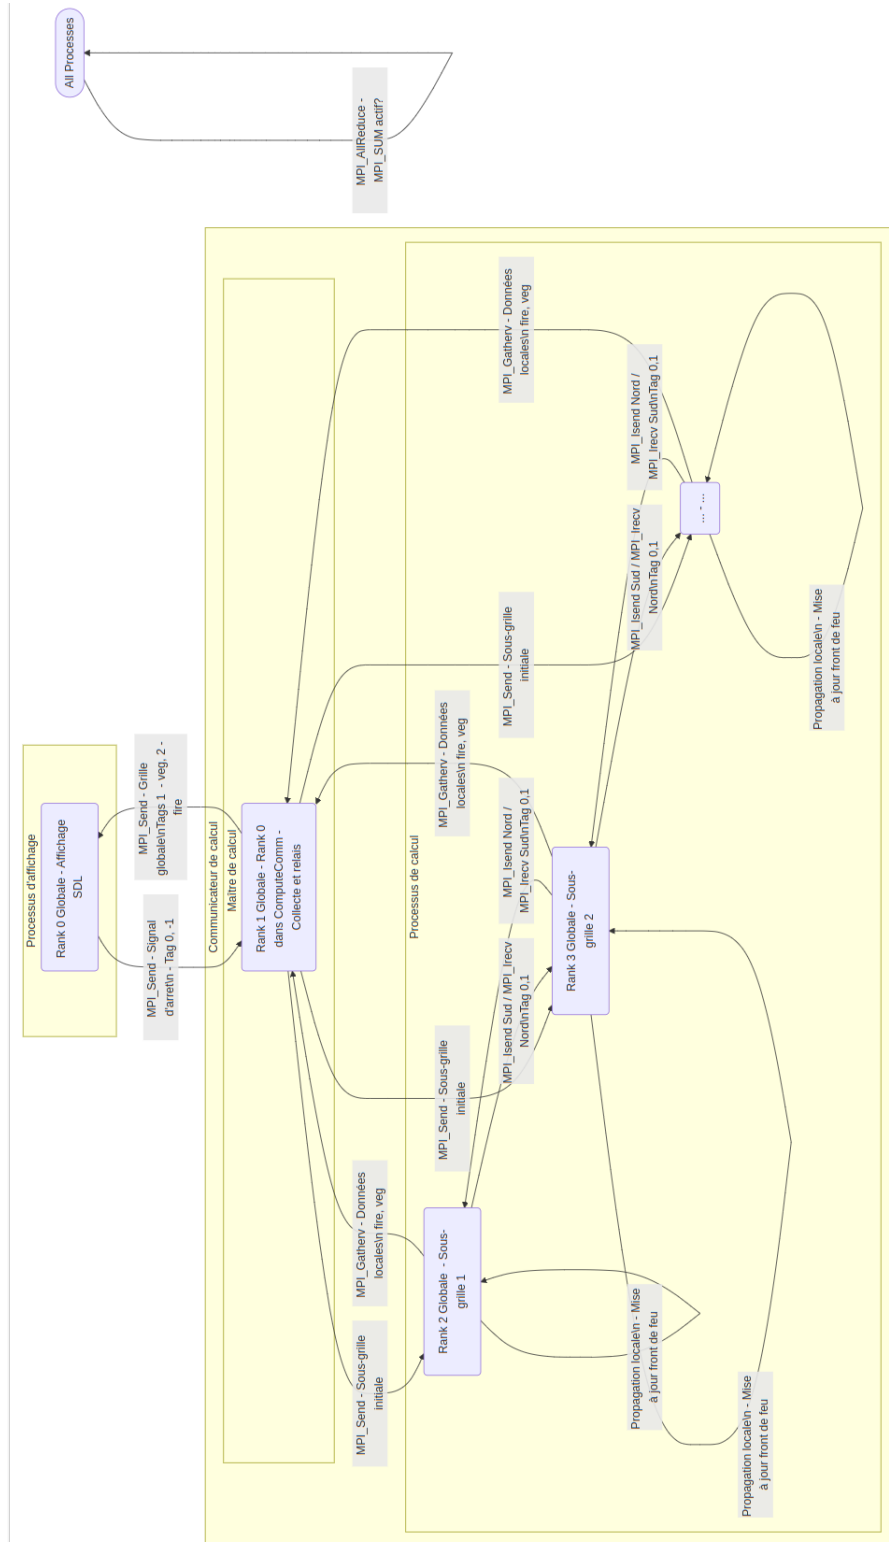 All Processes
MPI_AllReduce -
MPI_SUM actif?
Processus d'affichage
Rank 0 Globale - Affichage
SDL
MPI_Send - Signal
d'arret\n - Tag 0, -1
MPI_Send - Grille
globale\nTags 1 - veg, 2 -
fire
Communicateur de calcul
Maître de calcul
Rank 1 Globale - Rank 0
dans ComputeComm -
Collecte et relais
Processus de calcul
MPI_Send - Sous-grille
initiale
MPI_Gatherv - Données
locales\n fire, veg
MPI_Send - Sous-grille
initiale
MPI_Gatherv - Données
locales\n fire, veg
MPI_Send - Sous-grille
initiale
MPI_Gatherv - Données
locales\n fire, veg
Rank 2 Globale - Sous-
grille 1
MPI_Isend Sud / MPI_Irecv
Nord\nTag 0,1
MPI_Isend Nord /
MPI_Irecv Sud\nTag 0,1
Rank 3 Globale - Sous-
grille 2
MPI_Isend Sud / MPI_Irecv
Nord\nTag 0,1
MPI_Isend Nord /
MPI_Irecv Sud\nTag 0,1
... - ...
Propagation locale\n - Mise
à jour front de feu
Propagation locale\n - Mise
à jour front de feu
Propagation locale\n - Mise
à jour front de feu